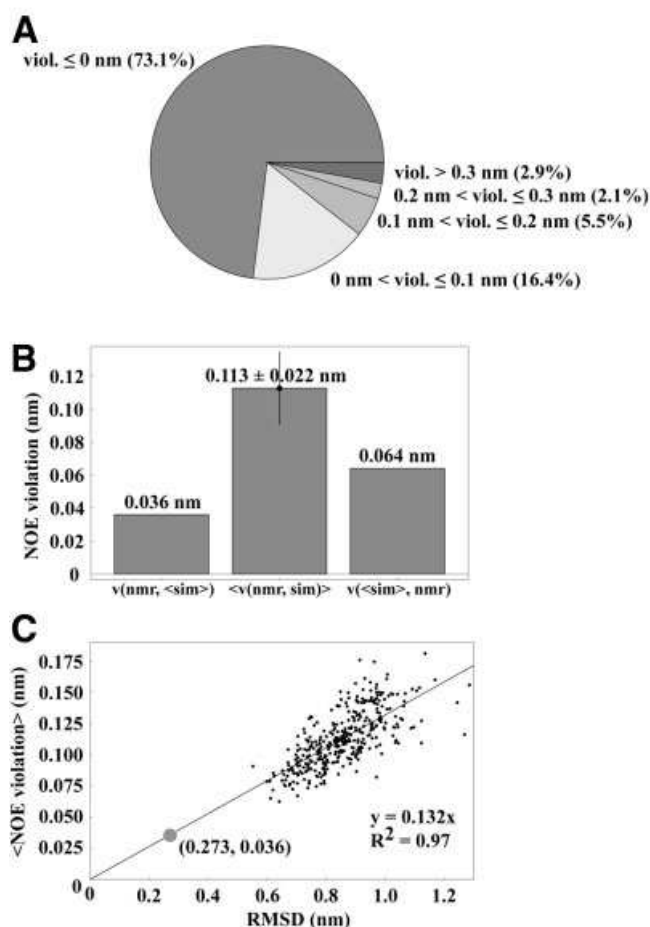 A
viol. ≤ 0 nm (73.1%)
viol. > 0.3 nm (2.9%)
0.2 nm < viol. ≤ 0.3 nm (2.1%)
0.1 nm < viol. ≤ 0.2 nm (5.5%)
0 nm < viol. ≤ 0.1 nm (16.4%)
B
NOE violation (nm)
0.12
0.10
0.08
0.06
0.04
0.02
0
0.113 ± 0.022 nm
0.064 nm
0.036 nm
v(nmr, <sim>)
<v(nmr, sim)>
v(<sim>, nmr)
C
<NOE violation> (nm)
0.175
0.150
0.125
0.100
0.075
0.050
0.025
0
(0.273, 0.036)
y = 0.132x
R² = 0.97
0 0.2 0.4 0.6 0.8 1.0 1.2
RMSD (nm)